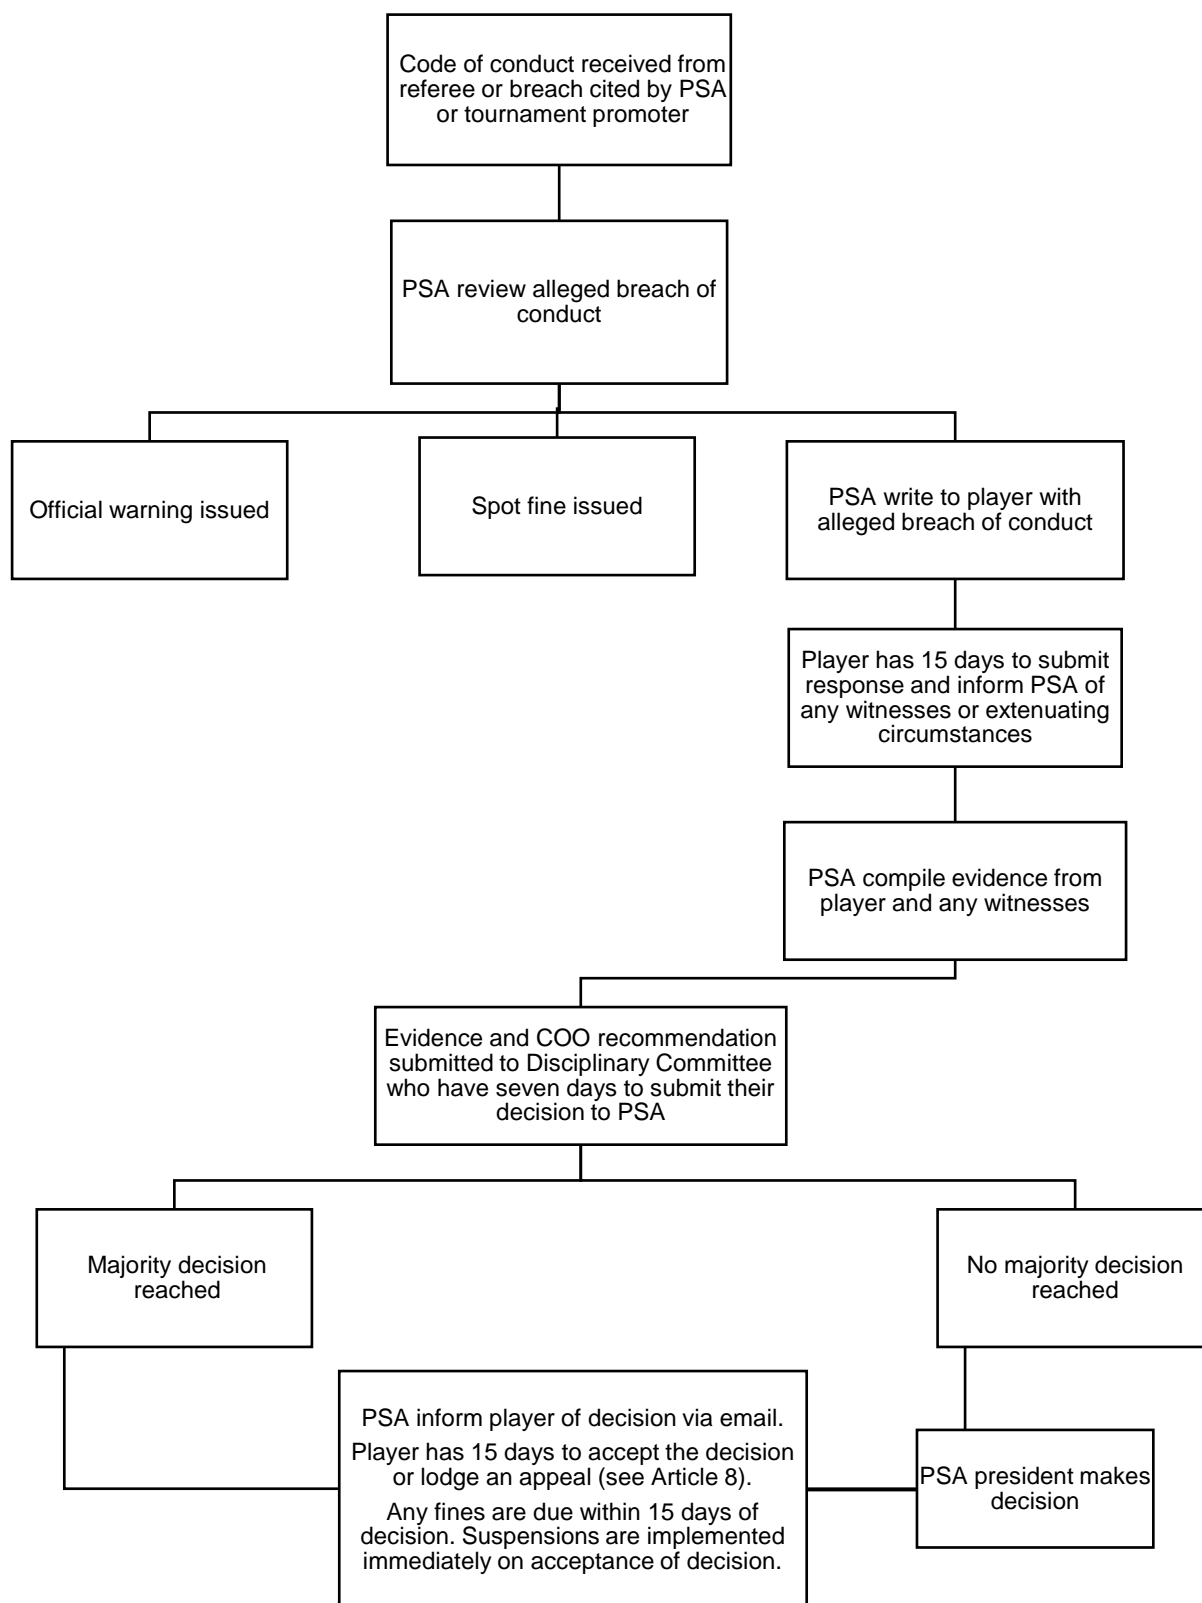 Code of conduct received from
referee or breach cited by PSA
or tournament promoter
PSA review alleged breach of
conduct
Official warning issued
Spot fine issued
PSA write to player with
alleged breach of conduct
Player has 15 days to submit
response and inform PSA of
any witnesses or extenuating
circumstances
PSA compile evidence from
player and any witnesses
Evidence and COO recommendation
submitted to Disciplinary Committee
who have seven days to submit their
decision to PSA
Majority decision
reached
No majority decision
reached
PSA inform player of decision via email.
Player has 15 days to accept the decision
or lodge an appeal (see Article 8).
Any fines are due within 15 days of
decision. Suspensions are implemented
immediately on acceptance of decision.
PSA president makes
decision